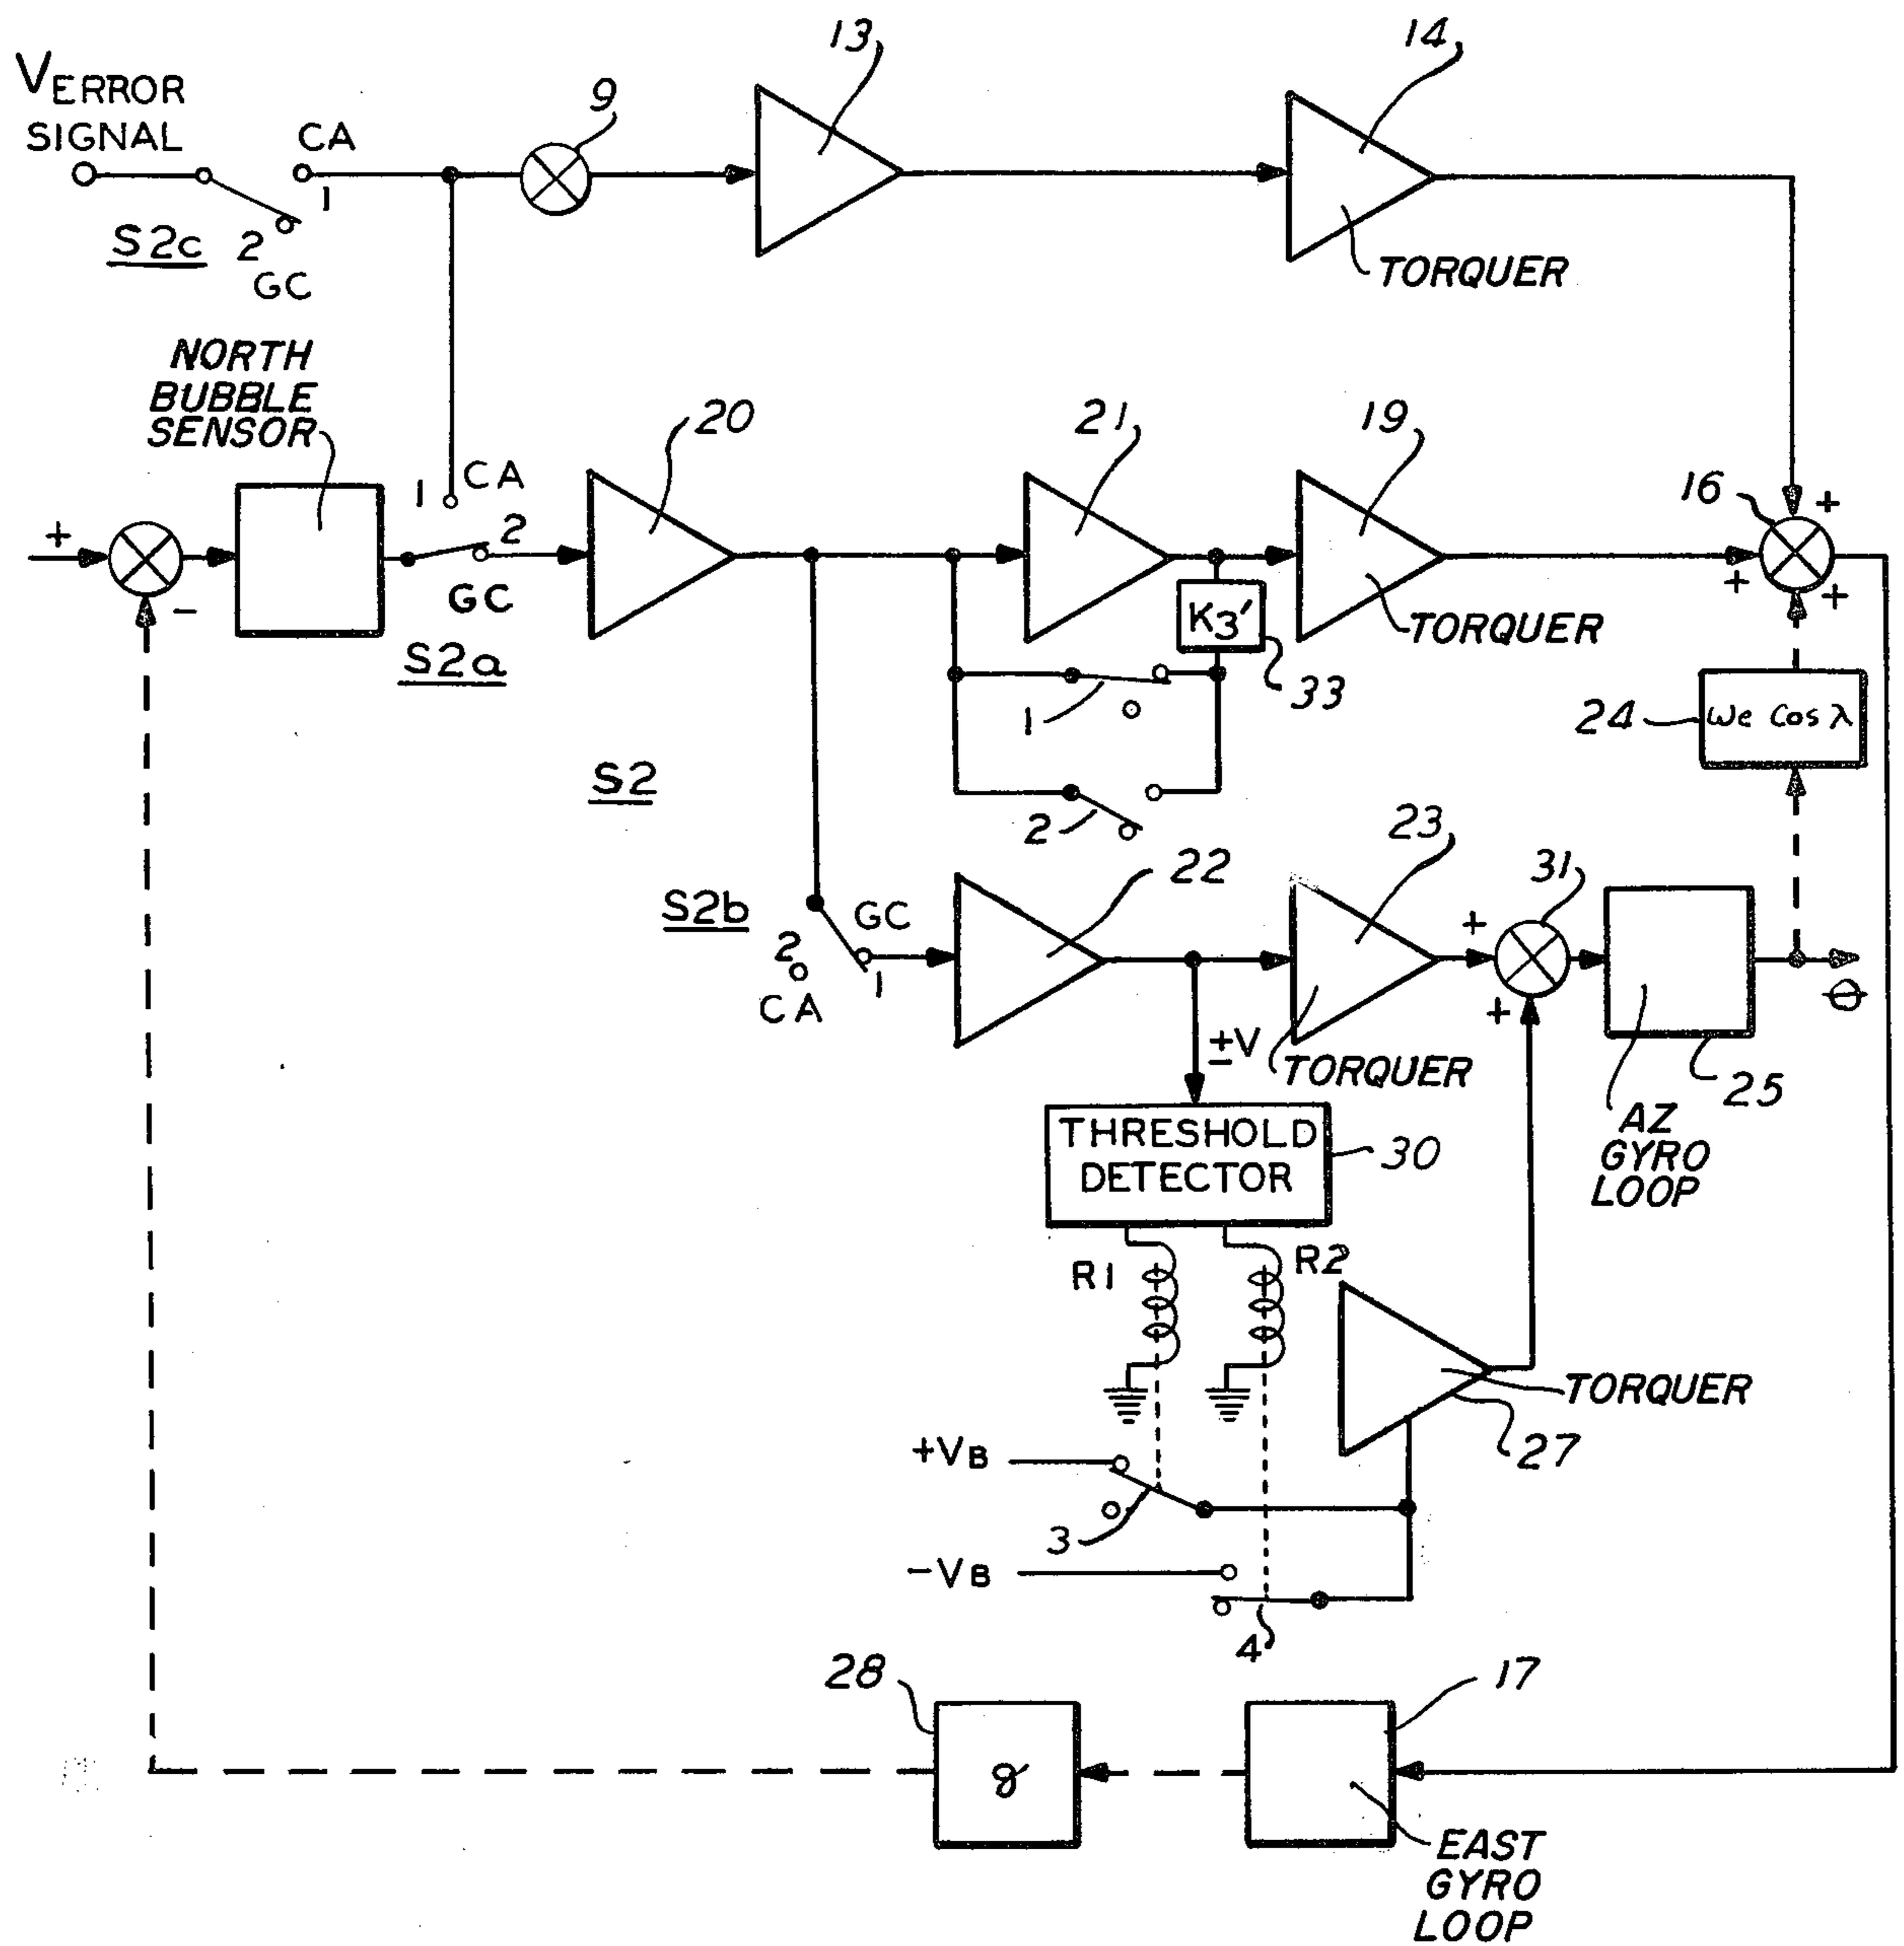 13
14
VERROR
SIGNAL
CA
9
1
2
S2c
GC
TORQUER
NORTH
BUBBLE
SENSOR
20
21
19
16
+
CA
1
2
+
-
GC
S2a
+
+
K3′
33
TORQUER
1
24
ωe Cos λ
S2
2
23
31
22
S2b
GC
2
1
CA
+
+
θ
±V
TORQUER
25
AZ
GYRO
LOOP
THRESHOLD
DETECTOR
30
R1
R2
TORQUER
27
+VB
3
-VB
4
28
17
g
EAST
GYRO
LOOP